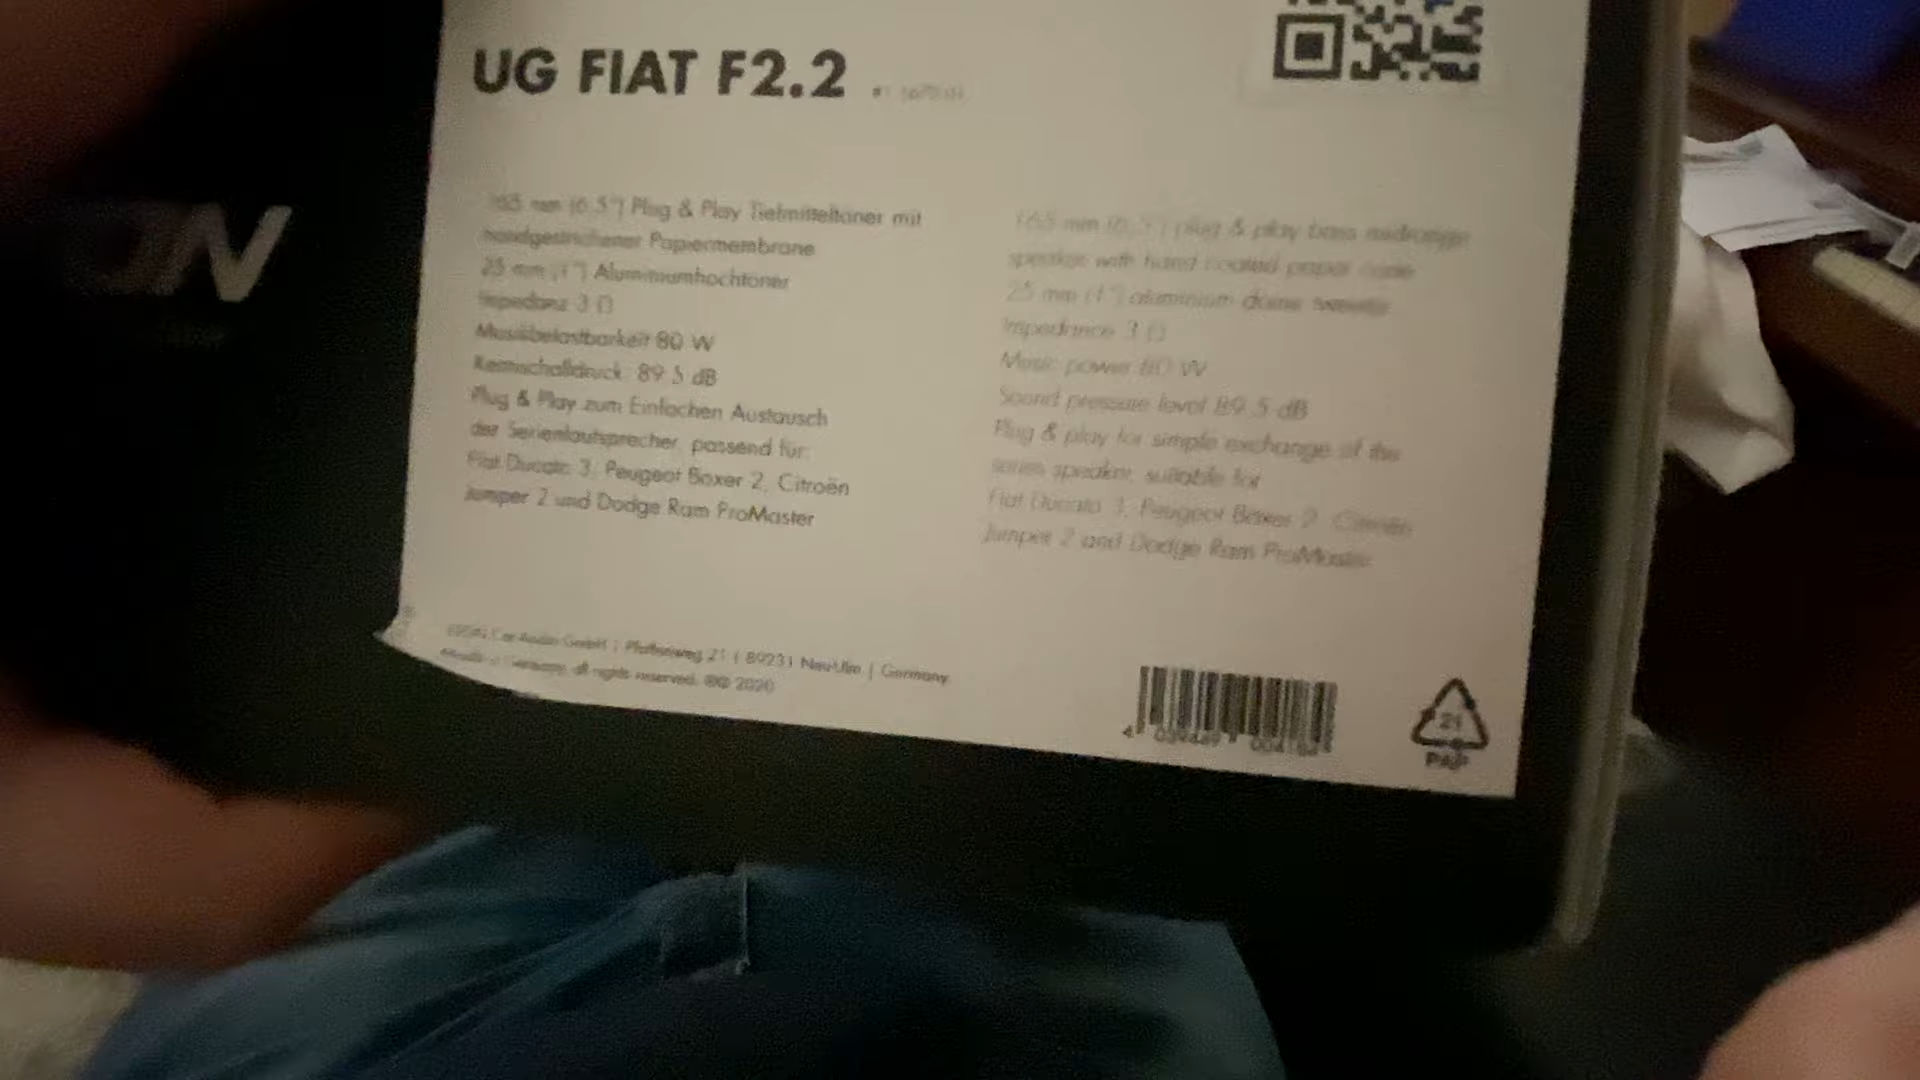 UG FIAT F2.2
ON
165 mm (6.5") Plug & Play Tiefmitteltöner mit
handgestrichener Papiermembrane
25 mm (1") Aluminiumhochtöner
Impedanz 3 Ω
Musikbelastbarkeit 80 W
Kennschalldruck: 89.5 dB
Plug & Play zum Einfachen Austausch
der Serienlautsprecher, passend für:
Fiat Ducato 3, Peugeot Boxer 2, Citroën
Jumper 2 und Dodge Ram ProMaster
165 mm (6.5") plug & play bass midrange
speaker with hand coated paper cone
25 mm (1") aluminium dome tweeter
Impedance 3 Ω
Music power 80 W
Sound pressure level 89.5 dB
Plug & play for simple exchange of the
series speaker, suitable for
Fiat Ducato 3, Peugeot Boxer 2, Citroën
Jumper 2 and Dodge Ram ProMaster
Car Audio GmbH | Pfaffenweg 21 | 89231 Neu-Ulm | Germany
Made in Germany, all rights reserved. ©® 2020
21
PAP